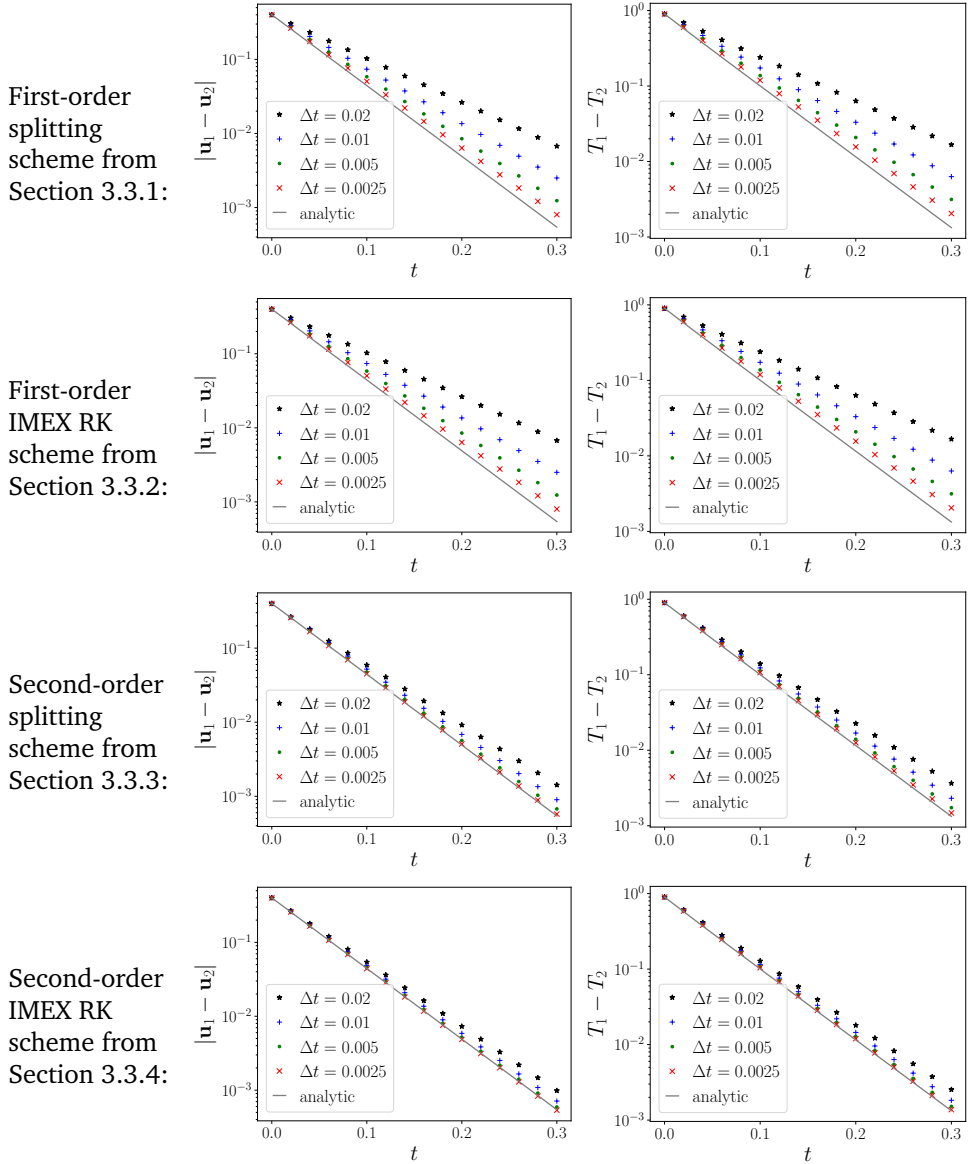 First-order
splitting
scheme from
Section 3.3.1:
|u₁ − u₂|
10⁻¹
10⁻²
10⁻³
Δt = 0.02
Δt = 0.01
Δt = 0.005
Δt = 0.0025
analytic
0.0 0.1 0.2 0.3
t
T₁ − T₂
10⁰
10⁻¹
10⁻²
10⁻³
Δt = 0.02
Δt = 0.01
Δt = 0.005
Δt = 0.0025
analytic
0.0 0.1 0.2 0.3
t
First-order
IMEX RK
scheme from
Section 3.3.2:
|u₁ − u₂|
10⁻¹
10⁻²
10⁻³
Δt = 0.02
Δt = 0.01
Δt = 0.005
Δt = 0.0025
analytic
0.0 0.1 0.2 0.3
t
T₁ − T₂
10⁰
10⁻¹
10⁻²
10⁻³
Δt = 0.02
Δt = 0.01
Δt = 0.005
Δt = 0.0025
analytic
0.0 0.1 0.2 0.3
t
Second-order
splitting
scheme from
Section 3.3.3:
|u₁ − u₂|
10⁻¹
10⁻²
10⁻³
Δt = 0.02
Δt = 0.01
Δt = 0.005
Δt = 0.0025
analytic
0.0 0.1 0.2 0.3
t
T₁ − T₂
10⁰
10⁻¹
10⁻²
10⁻³
Δt = 0.02
Δt = 0.01
Δt = 0.005
Δt = 0.0025
analytic
0.0 0.1 0.2 0.3
t
Second-order
IMEX RK
scheme from
Section 3.3.4:
|u₁ − u₂|
10⁻¹
10⁻²
10⁻³
Δt = 0.02
Δt = 0.01
Δt = 0.005
Δt = 0.0025
analytic
0.0 0.1 0.2 0.3
t
T₁ − T₂
10⁰
10⁻¹
10⁻²
10⁻³
Δt = 0.02
Δt = 0.01
Δt = 0.005
Δt = 0.0025
analytic
0.0 0.1 0.2 0.3
t